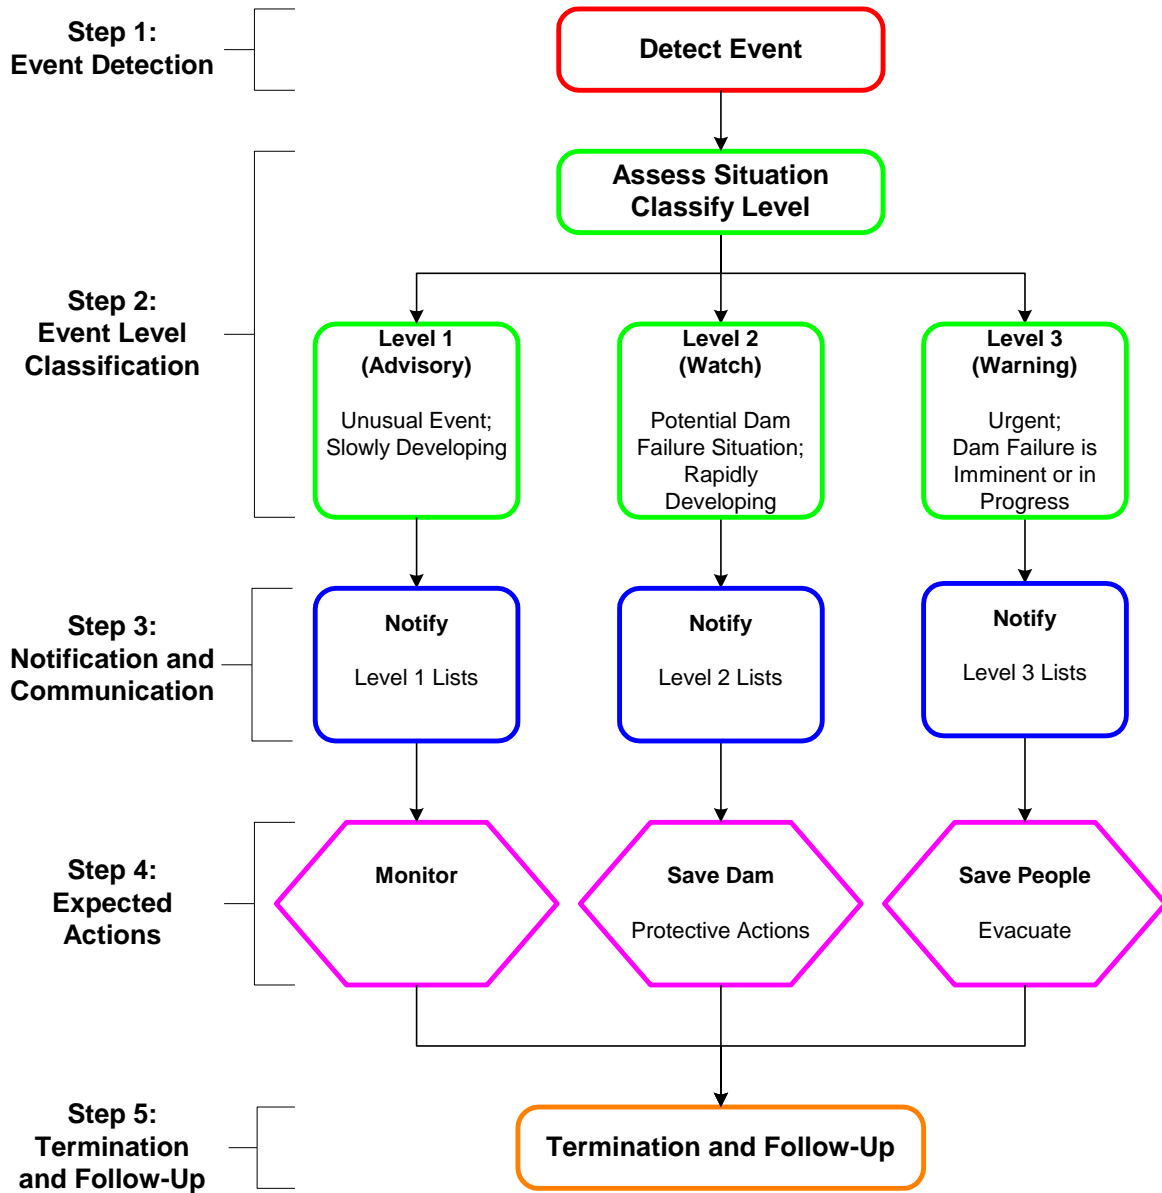 Step 1:
Event Detection
Detect Event
Assess Situation
Classify Level
Step 2:
Event Level
Classification
Level 1
(Advisory)
Unusual Event;
Slowly Developing
Level 2
(Watch)
Potential Dam
Failure Situation;
Rapidly
Developing
Level 3
(Warning)
Urgent;
Dam Failure is
Imminent or in
Progress
Step 3:
Notification and
Communication
Notify
Level 1 Lists
Notify
Level 2 Lists
Notify
Level 3 Lists
Step 4:
Expected
Actions
Monitor
Save Dam
Protective Actions
Save People
Evacuate
Step 5:
Termination
and Follow-Up
Termination and Follow-Up